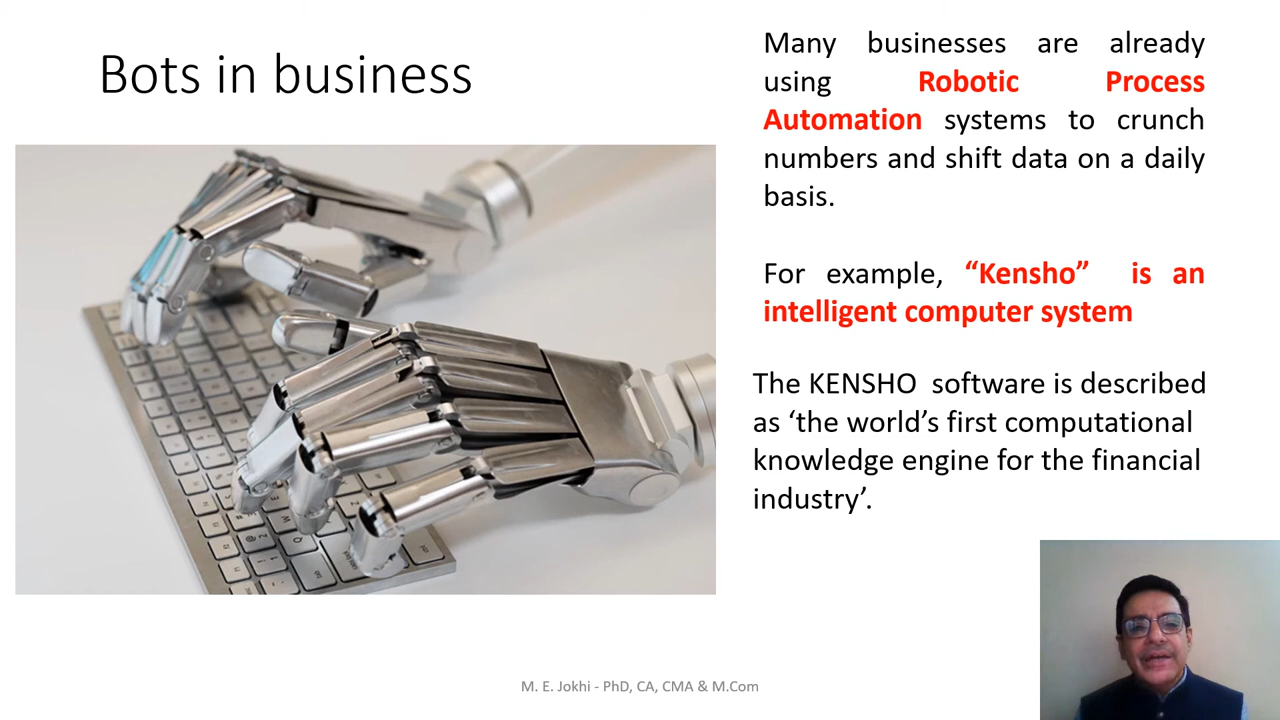 Bots in business
Many businesses are already
using Robotic Process
Automation systems to crunch
numbers and shift data on a daily
basis.
For example, “Kensho” is an
intelligent computer system
The KENSHO software is described
as ‘the world’s first computational
knowledge engine for the financial
industry’.
M. E. Jokhi - PhD, CA, CMA & M.Com